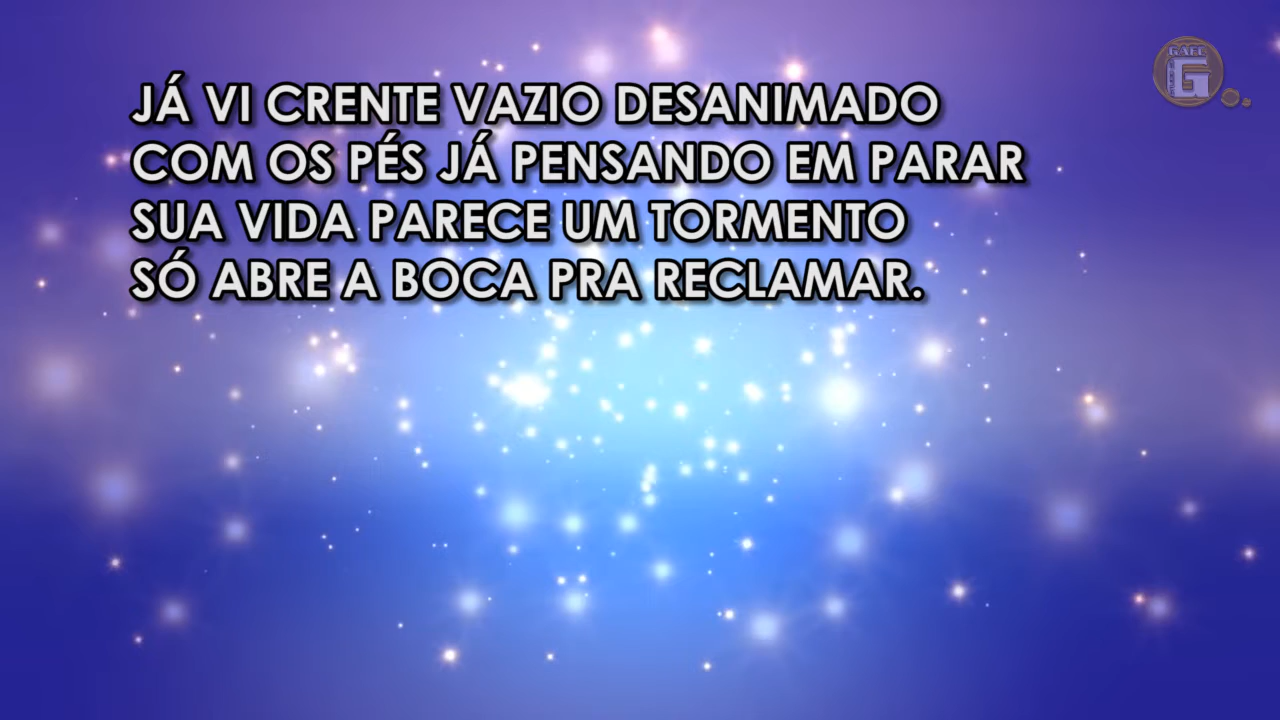 JÁ VI CRENTE VAZIO DESANIMADO
COM OS PÉS JÁ PENSANDO EM PARAR
SUA VIDA PARECE UM TORMENTO
SÓ ABRE A BOCA PRA RECLAMAR.
GAFE
G